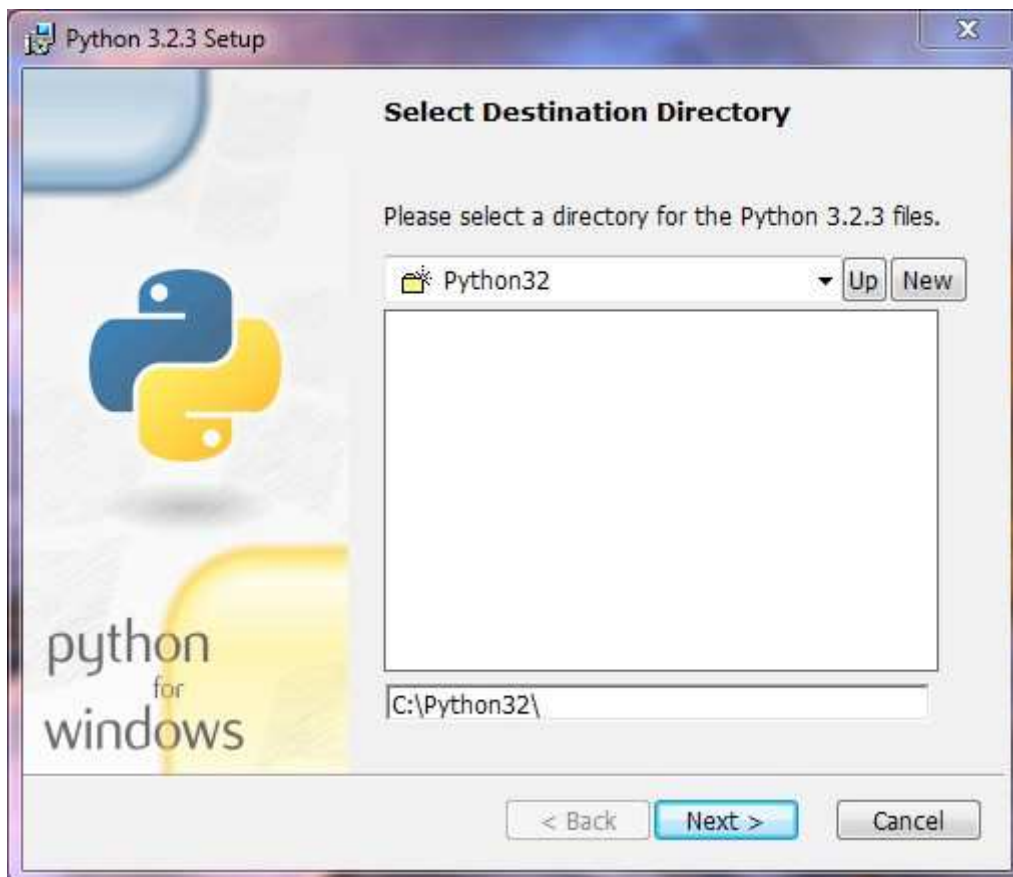 Python 3.2.3 Setup
X
Select Destination Directory
Please select a directory for the Python 3.2.3 files.
Python32
Up
New
C:\Python32\
python
for
windows
< Back
Next >
Cancel